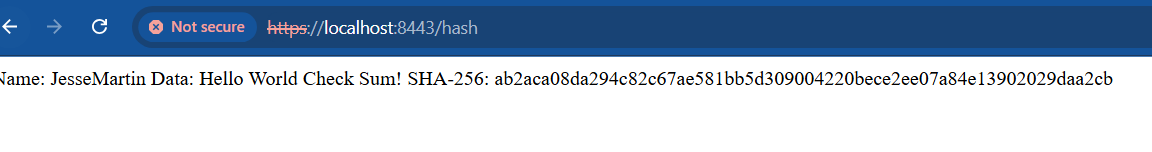 Not secure https://localhost:8443/hash
Name: JesseMartin Data: Hello World Check Sum! SHA-256: ab2aca08da294c82c67ae581bb5d309004220bece2ee07a84e13902029daa2cb